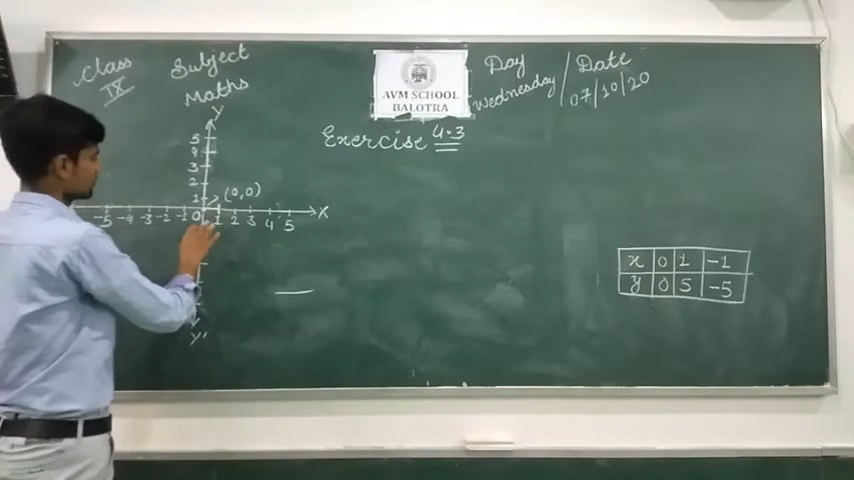 Class
IX
Subject
Maths
AVM SCHOOL
BALOTRA
Day
Wednesday
Date
07/10/20
Exercise 4.3
Y
5
4
3
2
1
(0,0)
-5 -4 -3 -2 -1 0 1 2 3 4 5 X
Y'
x 0 1 -1
y 0 5 -5